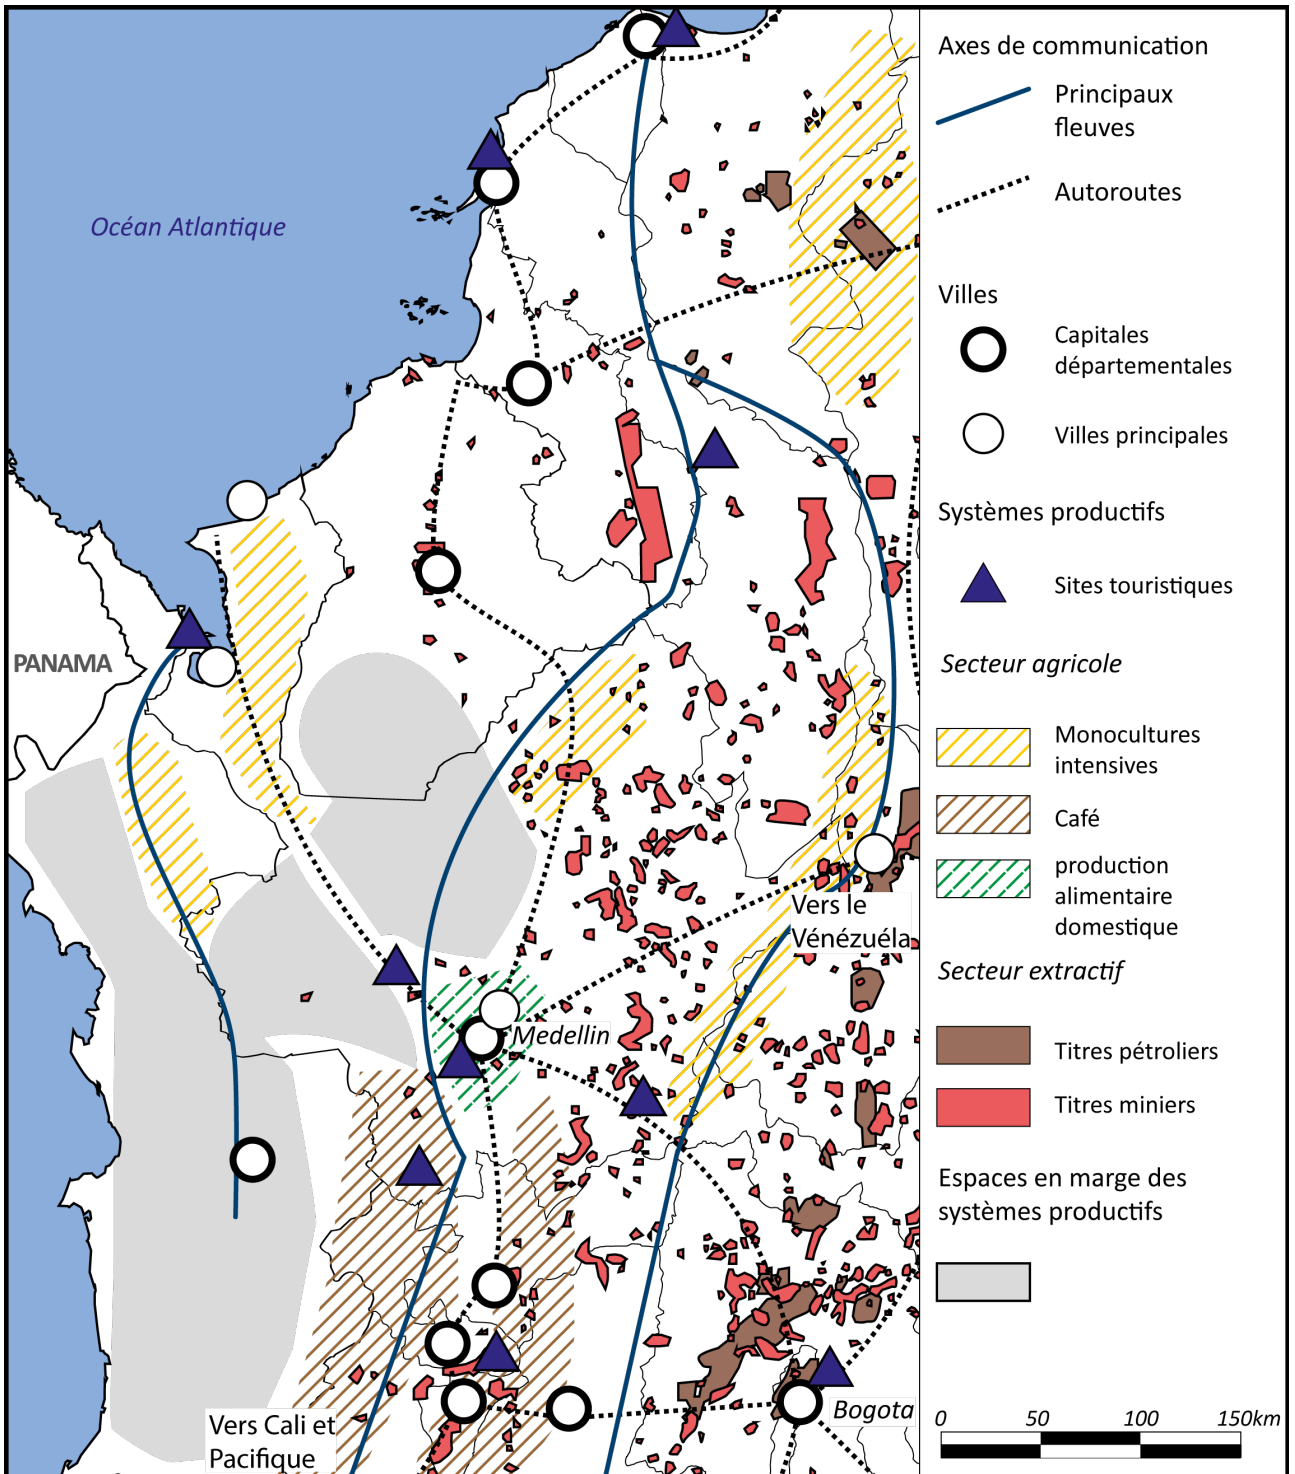 Océan Atlantique
PANAMA
Medellin
Vers le
Vénézuéla
Bogota
Vers Cali et
Pacifique
Axes de communication
Principaux
fleuves
Autoroutes
Villes
Capitales
départementales
Villes principales
Systèmes productifs
Sites touristiques
Secteur agricole
Monocultures
intensives
Café
production
alimentaire
domestique
Secteur extractif
Titres pétroliers
Titres miniers
Espaces en marge des
systèmes productifs
0 50 100 150km